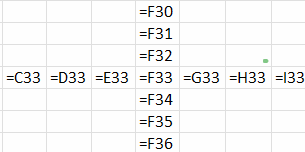 =F30
=F31
=F32
=C33 =D33 =E33 =F33 =G33 =H33 =I33
=F34
=F35
=F36